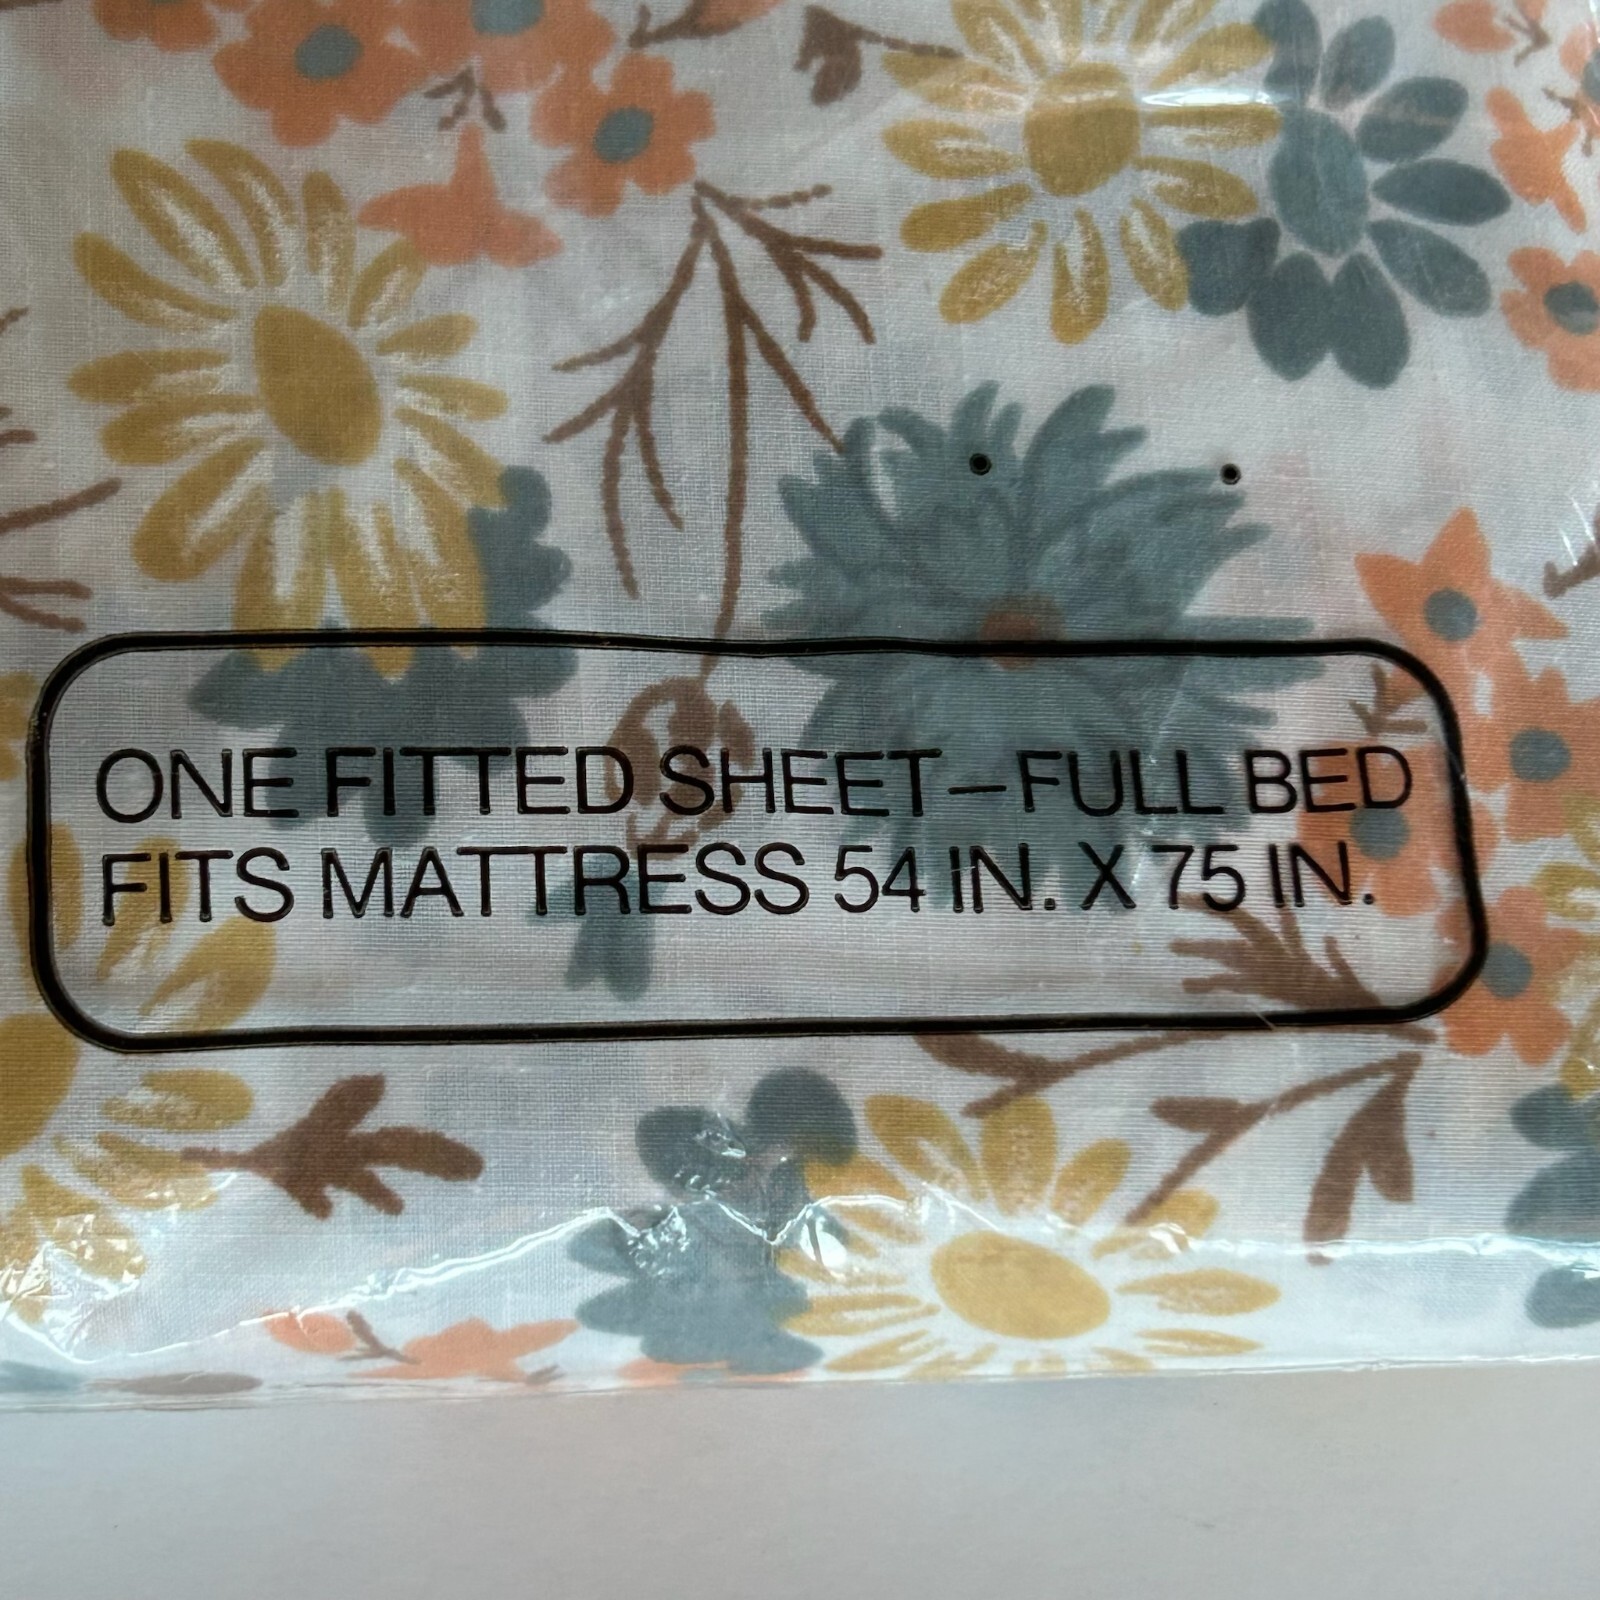 ONE FITTED SHEET–FULL BED
FITS MATTRESS 54 IN. X 75 IN.